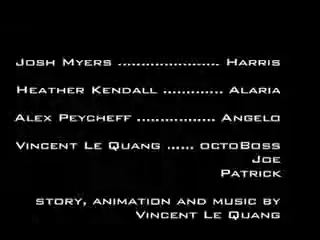 Josh Myers ...................... Harris
Heather Kendall ............. Alaria
Alex Peycheff ................. Angelo
Vincent Le Quang ...... octoBoss
Joe
Patrick
story, animation and music by
Vincent Le Quang